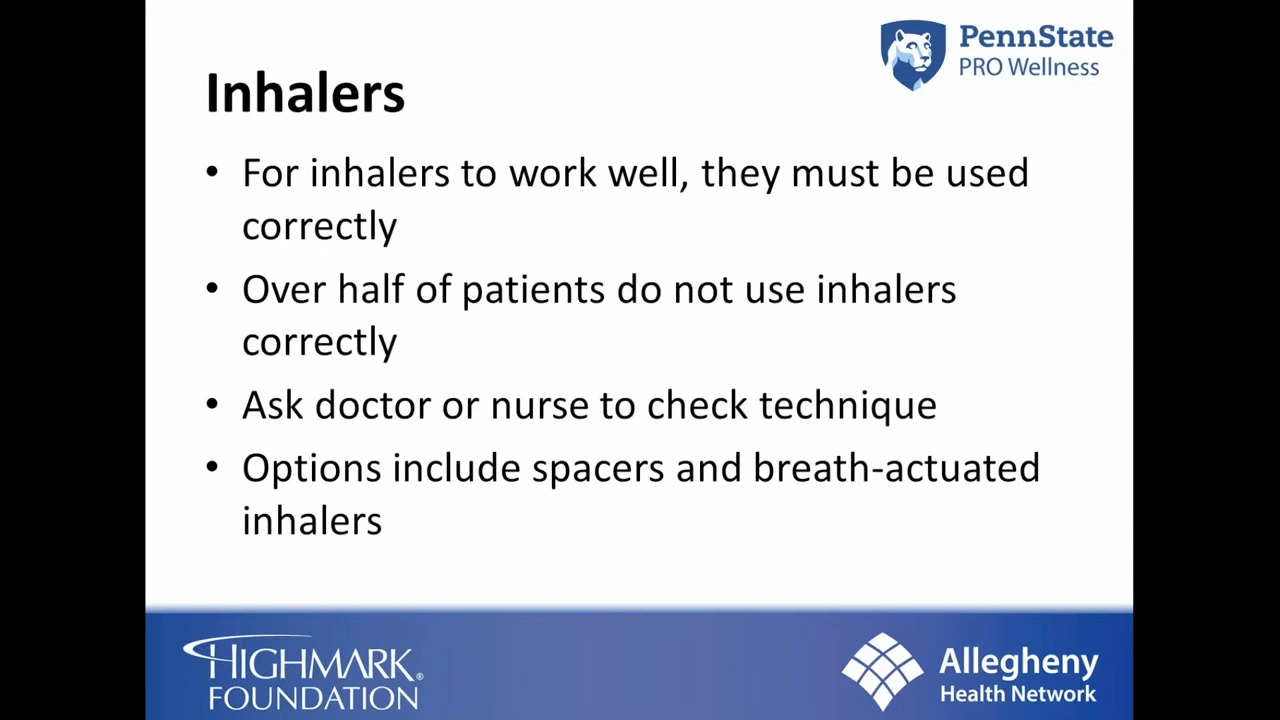 PennState
PRO Wellness
Inhalers
• For inhalers to work well, they must be used
correctly
• Over half of patients do not use inhalers
correctly
• Ask doctor or nurse to check technique
• Options include spacers and breath-actuated
inhalers
HIGHMARK®
FOUNDATION
Allegheny
Health Network